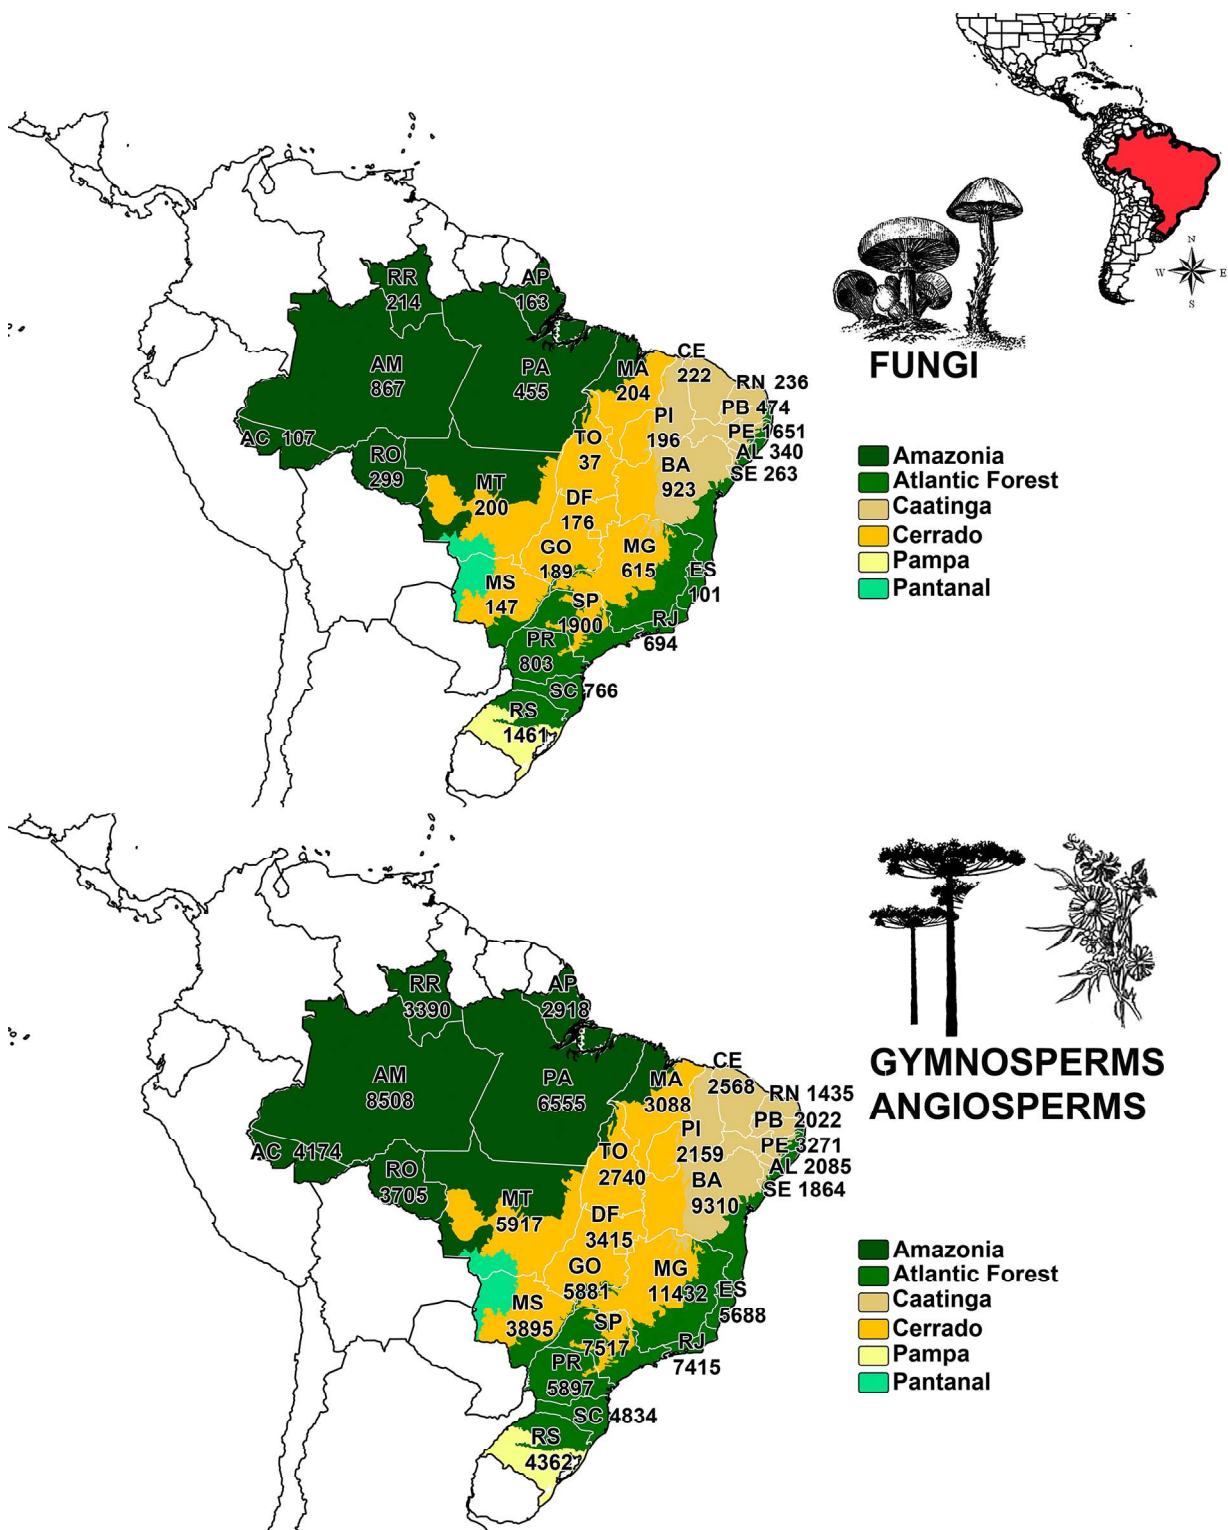 N
W E
S
FUNGI
RR
214
AP
163
AM
867
PA
455
MA
204
CE
222
RN 236
PB 474
PI
196
PE 1651
AL 340
SE 263
AC 107
RO
299
TO
37
BA
923
MT
200
DF
176
GO
189
MG
615
ES
101
MS
147
SP
1900
RJ
694
PR
803
SC 766
RS
1461
Amazonia
Atlantic Forest
Caatinga
Cerrado
Pampa
Pantanal
GYMNOSPERMS
ANGIOSPERMS
RR
3390
AP
2918
AM
8508
PA
6555
MA
3088
CE
2568
RN 1435
PB 2022
PI
2159
PE 3271
AL 2085
SE 1864
AC 4174
RO
3705
TO
2740
BA
9310
MT
5917
DF
3415
GO
5881
MG
11432
ES
5688
MS
3895
SP
7517
RJ
7415
PR
5897
SC 4834
RS
4362
Amazonia
Atlantic Forest
Caatinga
Cerrado
Pampa
Pantanal